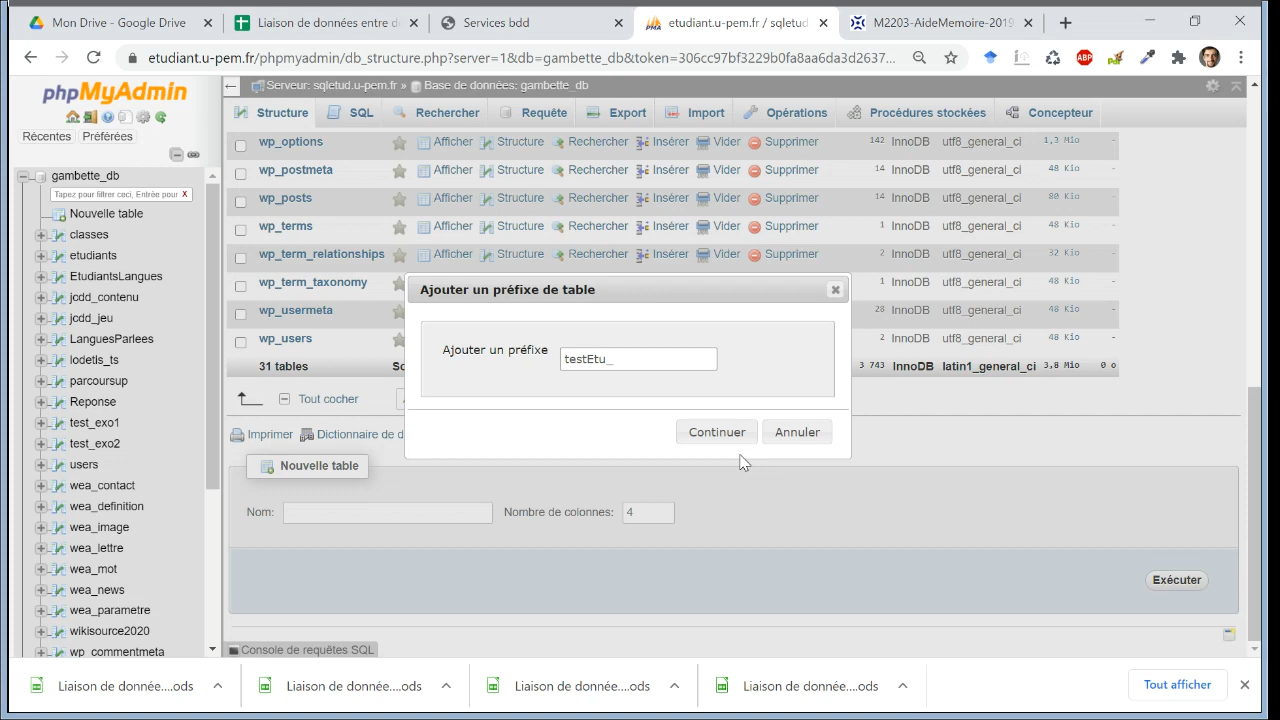 Mon Drive - Google Drive
Liaison de données entre d
Services bdd
etudiant.u-pem.fr / sqletud
M2203-AideMemoire-2019
etudiant.u-pem.fr/phpmyadmin/db_structure.php?server=1&db=gambette_db&token=306cc97bf3229b0fa8aa6da3d2637...
phpMyAdmin
Récentes Préférées
gambette_db
Tapez pour filtrer ceci, Entrée pour X
Nouvelle table
classes
etudiants
EtudiantsLangues
jcdd_contenu
jcdd_jeu
LanguesParlees
lodetis_ts
parcoursup
Reponse
test_exo1
test_exo2
users
wea_contact
wea_definition
wea_image
wea_lettre
wea_mot
wea_news
wea_parametre
wikisource2020
wp_commentmeta
Serveur: sqletud.u-pem.fr » Base de données: gambette_db
Structure SQL Rechercher Requête Export Import Opérations Procédures stockées Concepteur
wp_options Afficher Structure Rechercher Insérer Vider Supprimer 142 InnoDB utf8_general_ci 1,3 Mio -
wp_postmeta Afficher Structure Rechercher Insérer Vider Supprimer 14 InnoDB utf8_general_ci 48 Kio -
wp_posts Afficher Structure Rechercher Insérer Vider Supprimer 14 InnoDB utf8_general_ci 80 Kio -
wp_terms Afficher Structure Rechercher Insérer Vider Supprimer 1 InnoDB utf8_general_ci 48 Kio -
wp_term_relationships Afficher Structure Rechercher Insérer Vider Supprimer 2 InnoDB utf8_general_ci 32 Kio -
wp_term_taxonomy 1 InnoDB utf8_general_ci 48 Kio -
wp_usermeta 28 InnoDB utf8_general_ci 48 Kio -
wp_users 2 InnoDB utf8_general_ci 48 Kio -
31 tables 3 743 InnoDB latin1_general_ci 3,8 Mio 0 o
Ajouter un préfixe de table
Ajouter un préfixe testEtu_
Continuer Annuler
Tout cocher
Imprimer Dictionnaire de d
Nouvelle table
Nom: Nombre de colonnes: 4
Exécuter
Console de requêtes SQL
Liaison de donnée....ods
Liaison de donnée....ods
Liaison de donnée....ods
Liaison de donnée....ods
Tout afficher